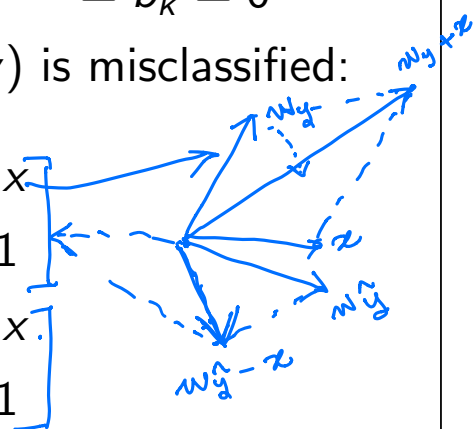 = b_k = 0
y) is misclassified:
w_y + x
w_y
x
x
1
w_ŷ
x
w_ŷ - x
1